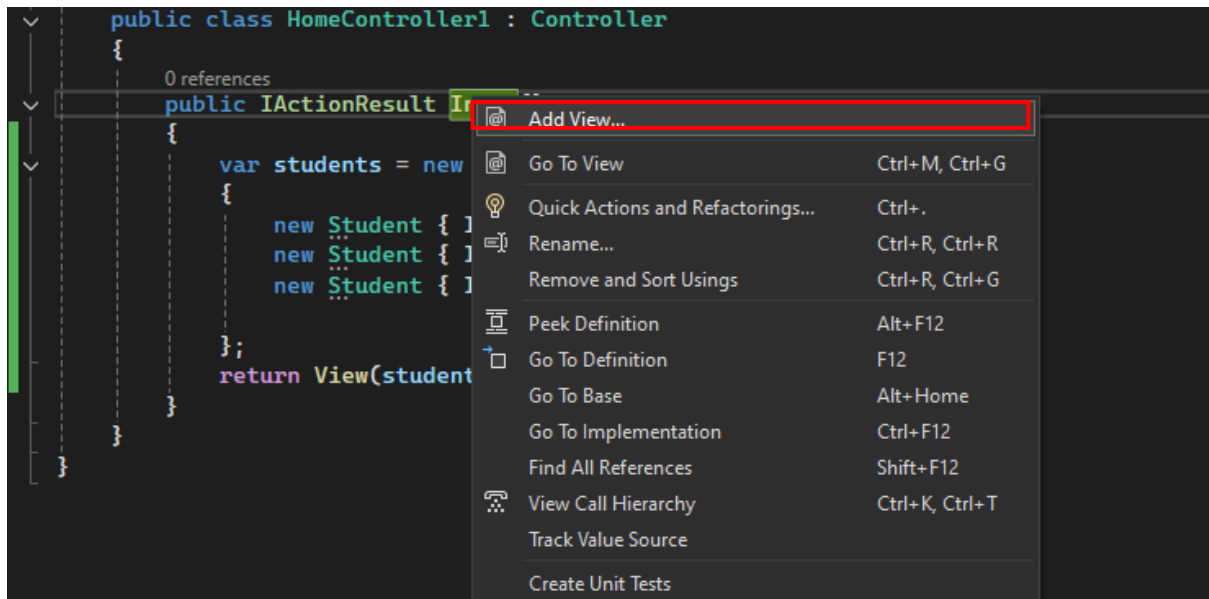 public class HomeController1 : Controller
{
0 references
public IActionResult
{
var students = new
{
new Student {
new Student {
new Student {
};
return View(student
}
}
}
Add View...
Go To View Ctrl+M, Ctrl+G
Quick Actions and Refactorings... Ctrl+.
Rename... Ctrl+R, Ctrl+R
Remove and Sort Usings Ctrl+R, Ctrl+G
Peek Definition Alt+F12
Go To Definition F12
Go To Base Alt+Home
Go To Implementation Ctrl+F12
Find All References Shift+F12
View Call Hierarchy Ctrl+K, Ctrl+T
Track Value Source
Create Unit Tests